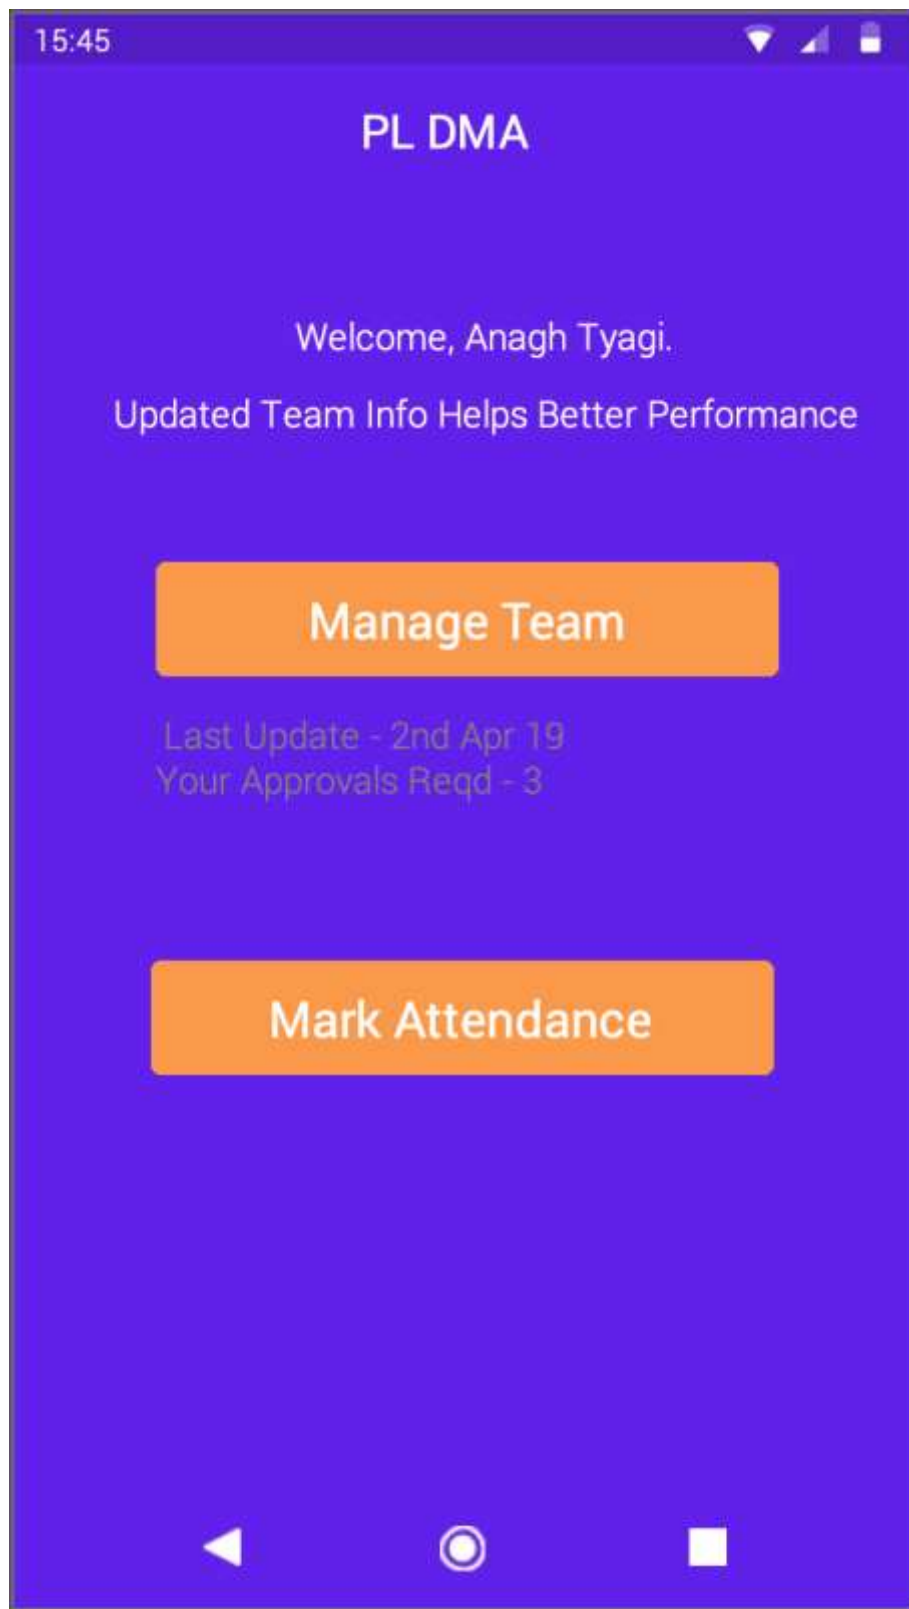 15:45
PL DMA
Welcome, Anagh Tyagi.
Updated Team Info Helps Better Performance
Manage Team
Last Update - 2nd Apr 19
Your Approvals Reqd - 3
Mark Attendance